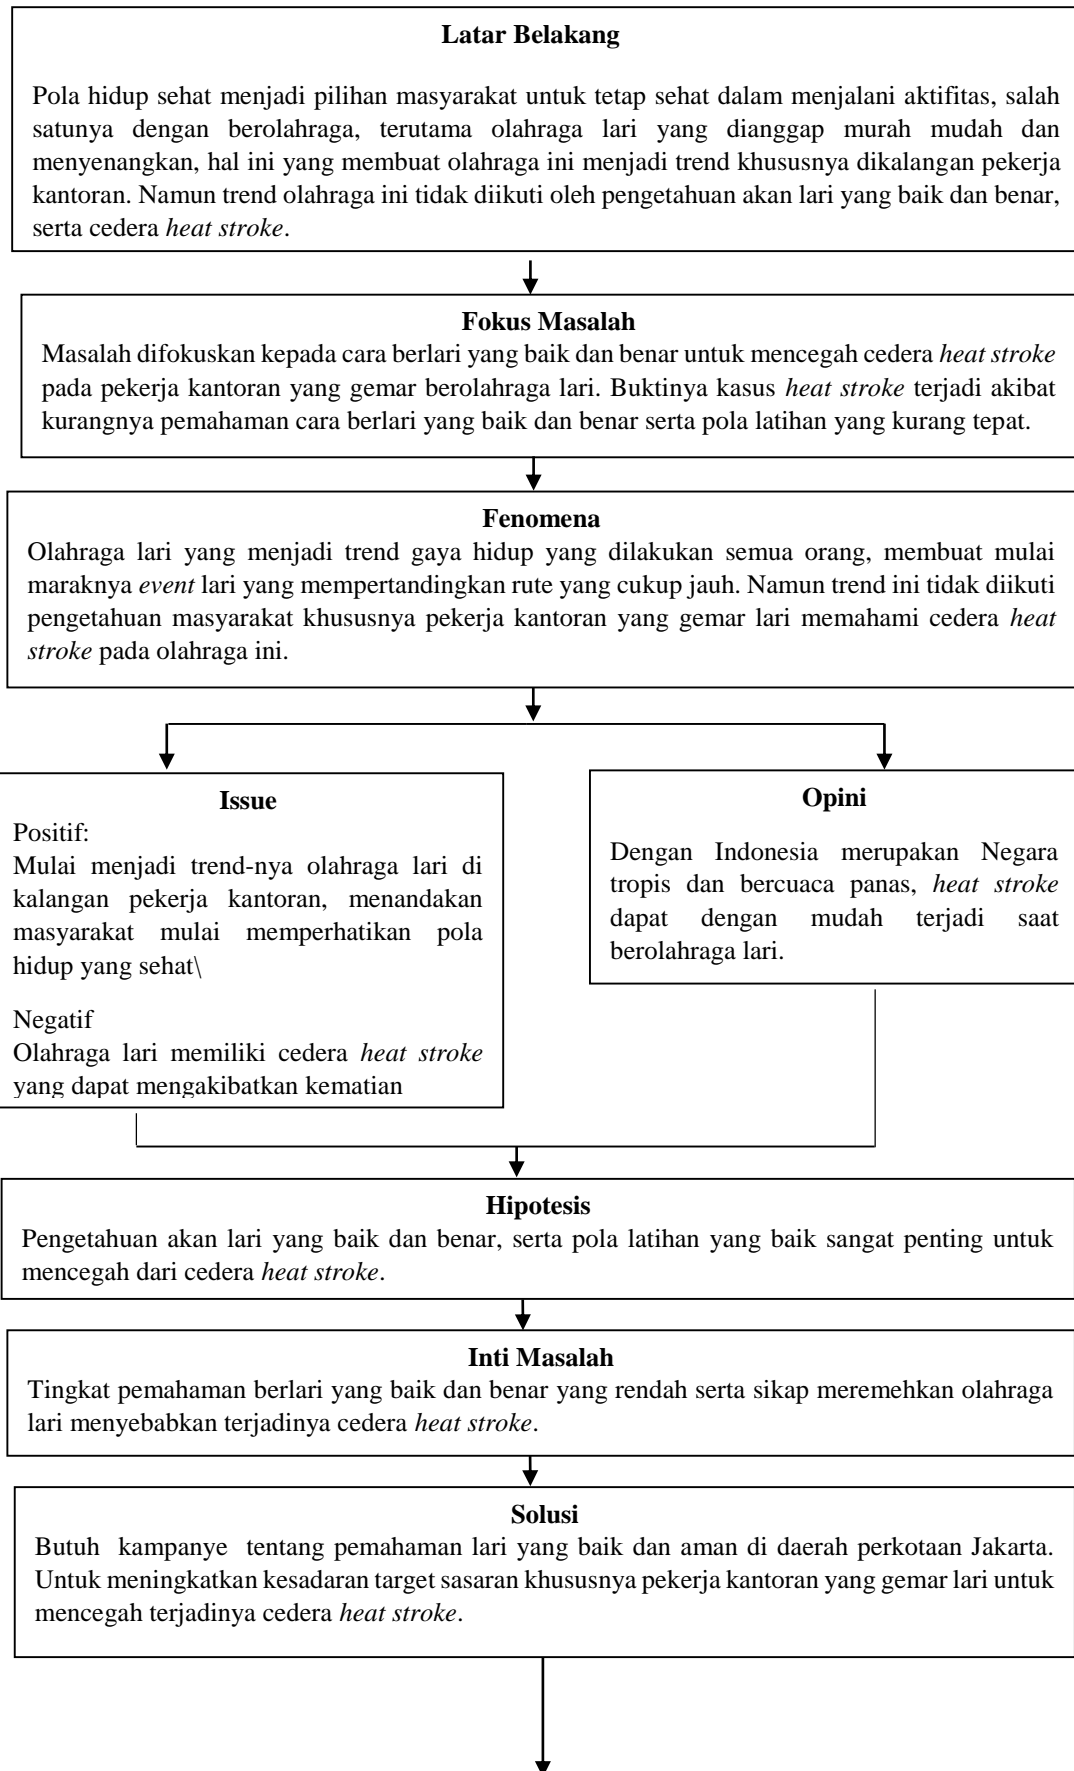 Latar Belakang
Pola hidup sehat menjadi pilihan masyarakat untuk tetap sehat dalam menjalani aktifitas, salah
satunya dengan berolahraga, terutama olahraga lari yang dianggap murah mudah dan
menyenangkan, hal ini yang membuat olahraga ini menjadi trend khususnya dikalangan pekerja
kantoran. Namun trend olahraga ini tidak diikuti oleh pengetahuan akan lari yang baik dan benar,
serta cedera heat stroke.
Fokus Masalah
Masalah difokuskan kepada cara berlari yang baik dan benar untuk mencegah cedera heat stroke
pada pekerja kantoran yang gemar berolahraga lari. Buktinya kasus heat stroke terjadi akibat
kurangnya pemahaman cara berlari yang baik dan benar serta pola latihan yang kurang tepat.
Fenomena
Olahraga lari yang menjadi trend gaya hidup yang dilakukan semua orang, membuat mulai
maraknya event lari yang mempertandingkan rute yang cukup jauh. Namun trend ini tidak diikuti
pengetahuan masyarakat khususnya pekerja kantoran yang gemar lari memahami cedera heat
stroke pada olahraga ini.
Issue
Positif:
Mulai menjadi trend-nya olahraga lari di
kalangan pekerja kantoran, menandakan
masyarakat mulai memperhatikan pola
hidup yang sehat\
Negatif
Olahraga lari memiliki cedera heat stroke
yang dapat mengakibatkan kematian
Opini
Dengan Indonesia merupakan Negara
tropis dan bercuaca panas, heat stroke
dapat dengan mudah terjadi saat
berolahraga lari.
Hipotesis
Pengetahuan akan lari yang baik dan benar, serta pola latihan yang baik sangat penting untuk
mencegah dari cedera heat stroke.
Inti Masalah
Tingkat pemahaman berlari yang baik dan benar yang rendah serta sikap meremehkan olahraga
lari menyebabkan terjadinya cedera heat stroke.
Solusi
Butuh kampanye tentang pemahaman lari yang baik dan aman di daerah perkotaan Jakarta.
Untuk meningkatkan kesadaran target sasaran khususnya pekerja kantoran yang gemar lari untuk
mencegah terjadinya cedera heat stroke.